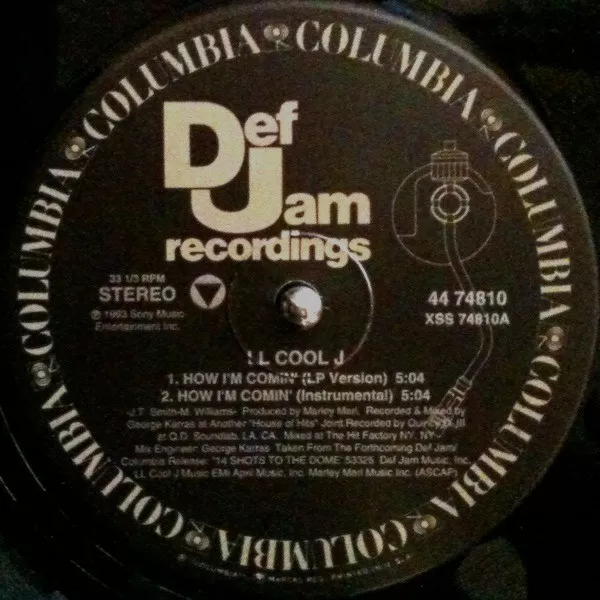 COLUMBIA COLUMBIA COLUMBIA COLUMBIA COLUMBIA COLUMBIA COLUMBIA COLUMBIA COLUMBIA
Def
Jam
recordings
33 1/3 RPM
STEREO
℗ 1993 Sony Music
Entertainment Inc.
44 74810
XSS 74810A
LL COOL J
1. HOW I'M COMIN' (LP Version) 5:04
2. HOW I'M COMIN' (Instrumental) 5:04
-J.T. Smith-M. Williams- Produced by Marley Marl. Recorded & Mixed by
George Karras at Another "House of Hits" Joint Recorded by Quincy III
at Q.D. Soundlab, LA, CA. Mixed at The Hit Factory NY, NY
Mix Engineer: George Karras Taken From The Forthcoming Def Jam/
Columbia Release: "14 SHOTS TO THE DOME" 53325 Def Jam Music, Inc.
LL Cool J Music EMI April Music, Inc. Marley Marl Music Inc. (ASCAP)